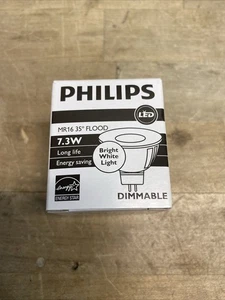 PHILIPS
LED
MR16 35° FLOOD
7.3W
Long life
Energy saving
Bright
White
Light
ENERGY STAR
DIMMABLE